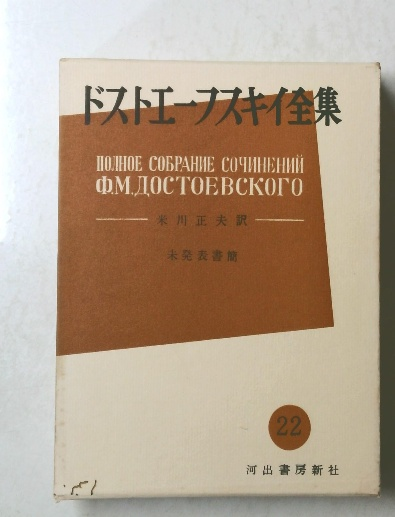 ドストエーフスキイ全集
ПОЛНОЕ СОБРАНИЕ СОЧИНЕНИЙ
Ф.М.ДОСТОЕВСКОГО
米川正夫訳
未発表書簡
22
河出書房新社